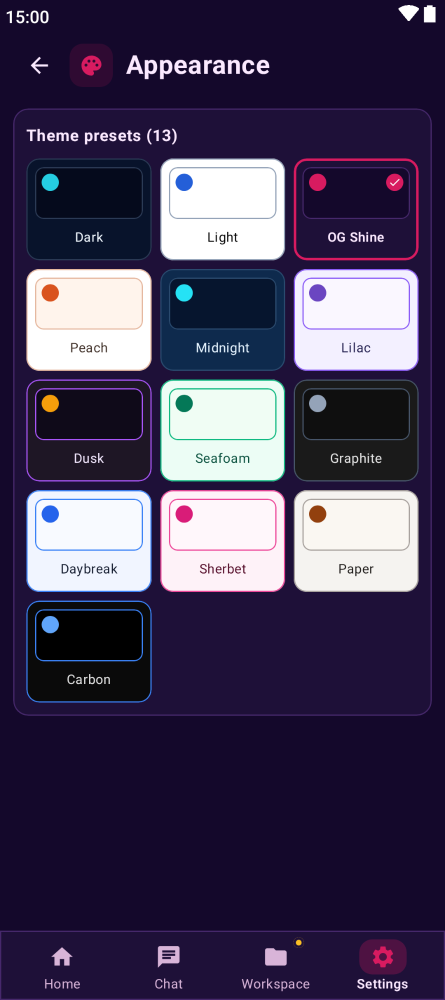 15:00
Appearance
Theme presets (13)
Dark
Light
OG Shine
Peach
Midnight
Lilac
Dusk
Seafoam
Graphite
Daybreak
Sherbet
Paper
Carbon
Home
Chat
Workspace
Settings